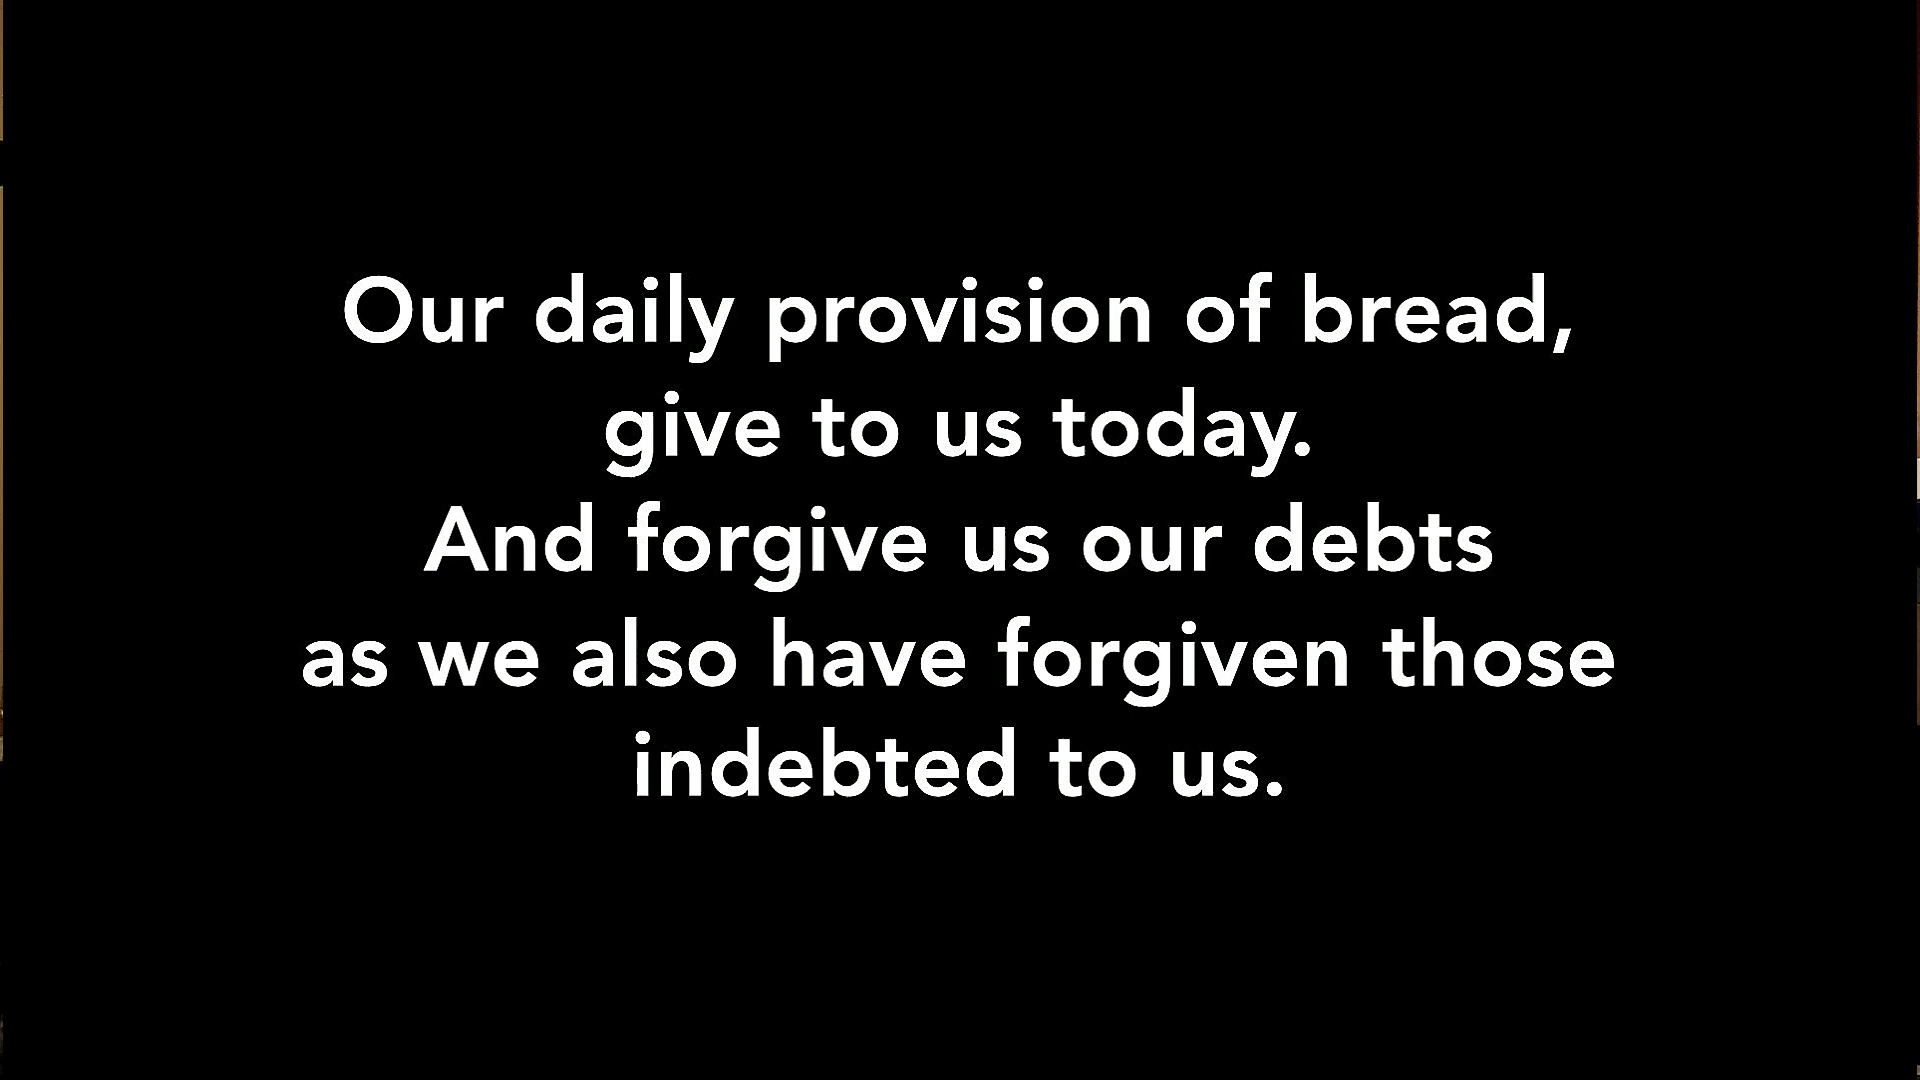 Our daily provision of bread,
give to us today.
And forgive us our debts
as we also have forgiven those
indebted to us.